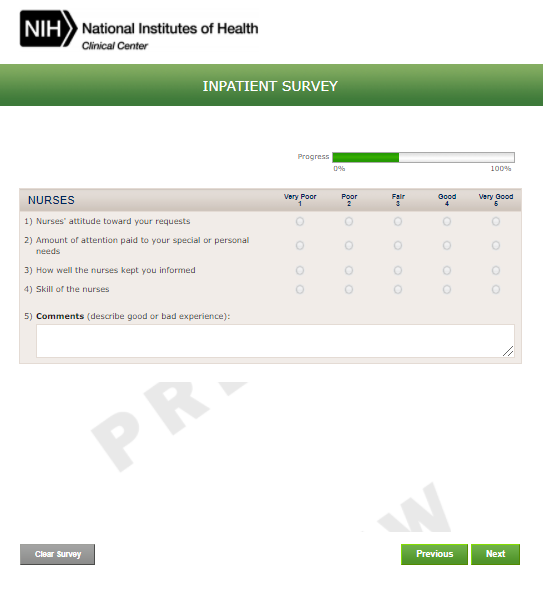 NIH National Institutes of Health
Clinical Center
INPATIENT SURVEY
Progress
0% 100%
NURSES Very Poor Poor Fair Good Very Good
1 2 3 4 5
1) Nurses' attitude toward your requests
2) Amount of attention paid to your special or personal
needs
3) How well the nurses kept you informed
4) Skill of the nurses
5) Comments (describe good or bad experience):
PR
W
Clear Survey Previous Next